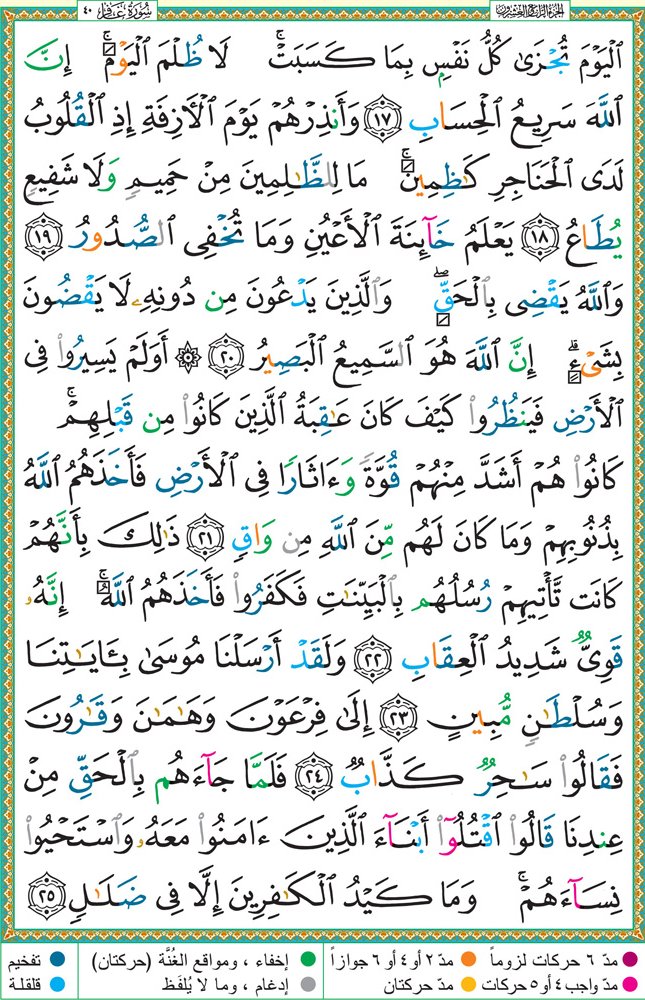 الجزء الرابع والعشرون
سُورَةُ غَافِر ٤٠
ٱلۡيَوۡمَ تُجۡزَىٰ كُلُّ نَفۡسِۭ بِمَا كَسَبَتۡۚ لَا ظُلۡمَ ٱلۡيَوۡمَۚ إِنَّ
ٱللَّهَ سَرِيعُ ٱلۡحِسَابِ ١٧ وَأَنذِرۡهُمۡ يَوۡمَ ٱلۡأٓزِفَةِ إِذِ ٱلۡقُلُوبُ
لَدَى ٱلۡحَنَاجِرِ كَٰظِمِينَۚ مَا لِلظَّٰلِمِينَ مِنۡ حَمِيمٖ وَلَا شَفِيعٖ
يُطَاعُ ١٨ يَعۡلَمُ خَآئِنَةَ ٱلۡأَعۡيُنِ وَمَا تُخۡفِي ٱلصُّدُورُ ١٩
وَٱللَّهُ يَقۡضِي بِٱلۡحَقِّۖ وَٱلَّذِينَ يَدۡعُونَ مِن دُونِهِۦ لَا يَقۡضُونَ
بِشَيۡءٍۗ إِنَّ ٱللَّهَ هُوَ ٱلسَّمِيعُ ٱلۡبَصِيرُ ٢٠ ۞ أَوَلَمۡ يَسِيرُواْ فِي
ٱلۡأَرۡضِ فَيَنظُرُواْ كَيۡفَ كَانَ عَٰقِبَةُ ٱلَّذِينَ كَانُواْ مِن قَبۡلِهِمۡۚ
كَانُواْ هُمۡ أَشَدَّ مِنۡهُمۡ قُوَّةٗ وَءَاثَارٗا فِي ٱلۡأَرۡضِ فَأَخَذَهُمُ ٱللَّهُ
بِذُنُوبِهِمۡ وَمَا كَانَ لَهُم مِّنَ ٱللَّهِ مِن وَاقٖ ٢١ ذَٰلِكَ بِأَنَّهُمۡ
كَانَت تَّأۡتِيهِمۡ رُسُلُهُم بِٱلۡبَيِّنَٰتِ فَكَفَرُواْ فَأَخَذَهُمُ ٱللَّهُۚ إِنَّهُۥ
قَوِيّٞ شَدِيدُ ٱلۡعِقَابِ ٢٢ وَلَقَدۡ أَرۡسَلۡنَا مُوسَىٰ بِـَٔايَٰتِنَا
وَسُلۡطَٰنٖ مُّبِينٍ ٢٣ إِلَىٰ فِرۡعَوۡنَ وَهَٰمَٰنَ وَقَٰرُونَ
فَقَالُواْ سَٰحِرٞ كَذَّابٞ ٢٤ فَلَمَّا جَآءَهُم بِٱلۡحَقِّ مِنۡ
عِندِنَا قَالُواْ ٱقۡتُلُوٓاْ أَبۡنَآءَ ٱلَّذِينَ ءَامَنُواْ مَعَهُۥ وَٱسۡتَحۡيُواْ
نِسَآءَهُمۡۚ وَمَا كَيۡدُ ٱلۡكَٰفِرِينَ إِلَّا فِي ضَلَٰلٖ ٢٥
مدّ ٦ حركات لزوماً مدّ ٢ أو ٤ أو ٦ جوازاً إخفاء ، ومواقع الغُنَّة (حركتان) تفخيم
مدّ واجب ٤ أو ٥ حركات مدّ حركتان إدغام ، وما لا يُلفَظ قلقلة